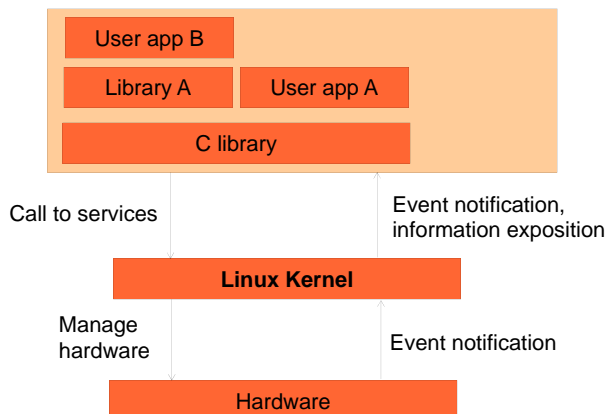 User app B
Library A
User app A
C library
Call to services
Event notification,
information exposition
Linux Kernel
Manage
hardware
Event notification
Hardware